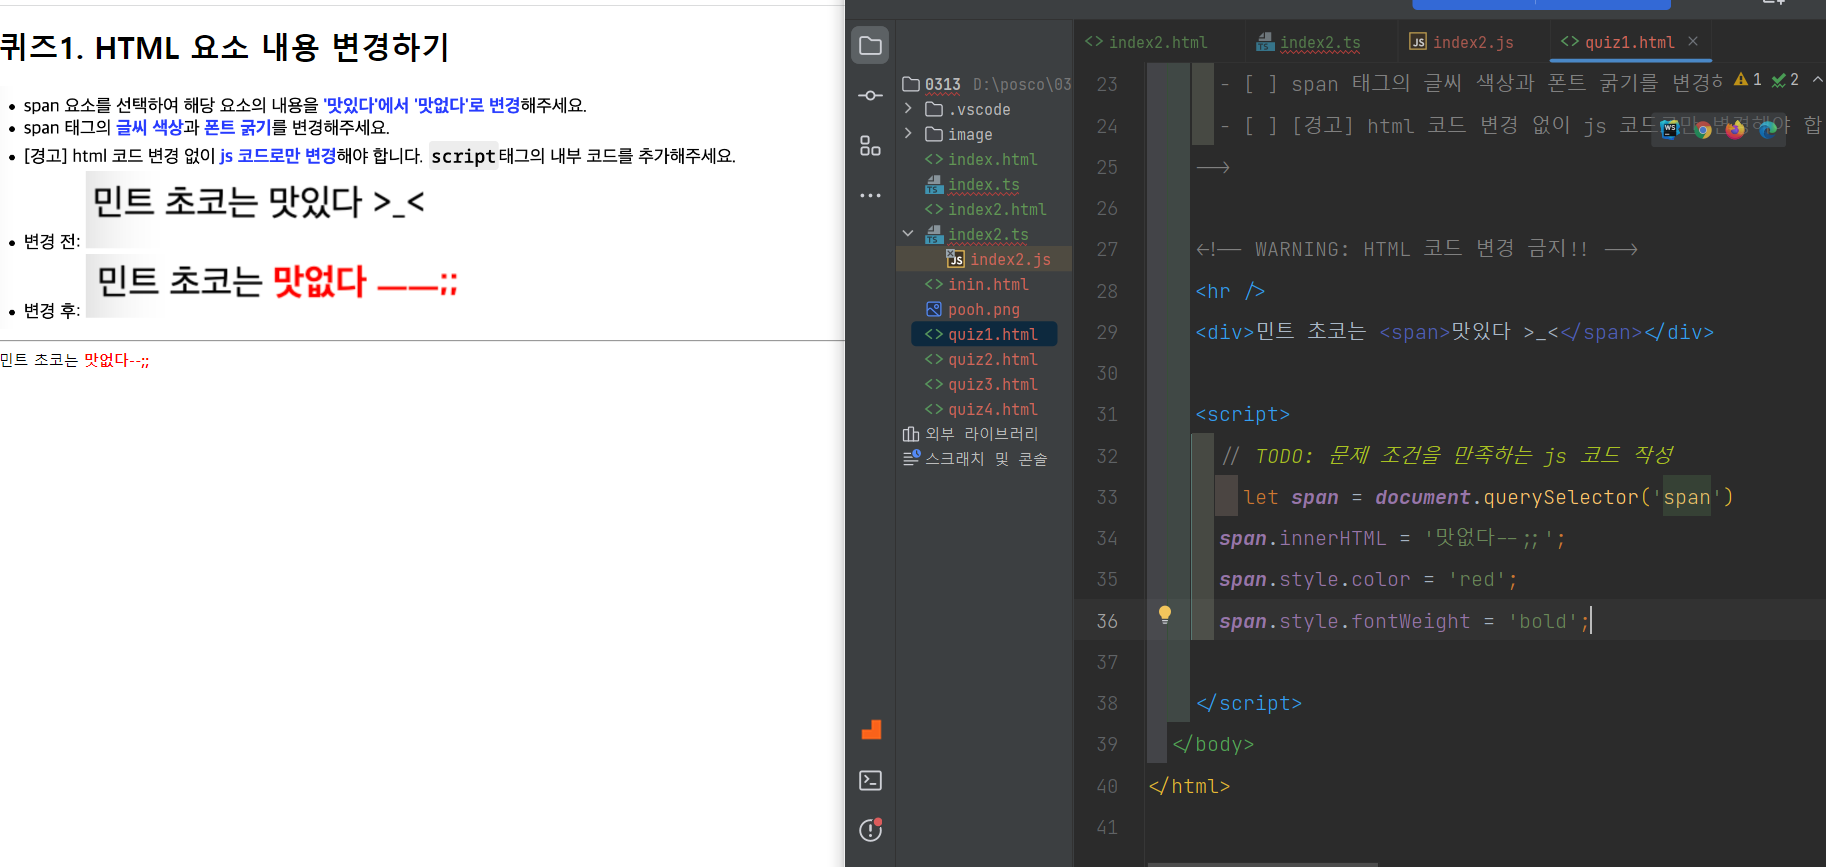 퀴즈1. HTML 요소 내용 변경하기
span 요소를 선택하여 해당 요소의 내용을 '맛있다'에서 '맛없다'로 변경해주세요.
span 태그의 글씨 색상과 폰트 굵기를 변경해주세요.
[경고] html 코드 변경 없이 js 코드로만 변경해야 합니다. script태그의 내부 코드를 추가해주세요.
변경 전: 민트 초코는 맛있다 >_<
변경 후: 민트 초코는 맛없다 ㅡㅡ;;
민트 초코는 맛없다--;;
0313 D:\posco\03
.vscode
image
index.html
index.ts
index2.html
index2.ts
index2.js
inin.html
pooh.png
quiz1.html
quiz2.html
quiz3.html
quiz4.html
외부 라이브러리
스크래치 및 콘솔
index2.html index2.ts index2.js quiz1.html
1 2
23 - [ ] span 태그의 글씨 색상과 폰트 굵기를 변경
24 - [ ] [경고] html 코드 변경 없이 js 코드로만 변경해야 합
25 -->
26
27 <!-- WARNING: HTML 코드 변경 금지!! -->
28 <hr />
29 <div>민트 초코는 <span>맛있다 >_<</span></div>
30
31 <script>
32 // TODO: 문제 조건을 만족하는 js 코드 작성
33 let span = document.querySelector('span')
34 span.innerHTML = '맛없다--;;';
35 span.style.color = 'red';
36 span.style.fontWeight = 'bold';
37
38 </script>
39 </body>
40 </html>
41